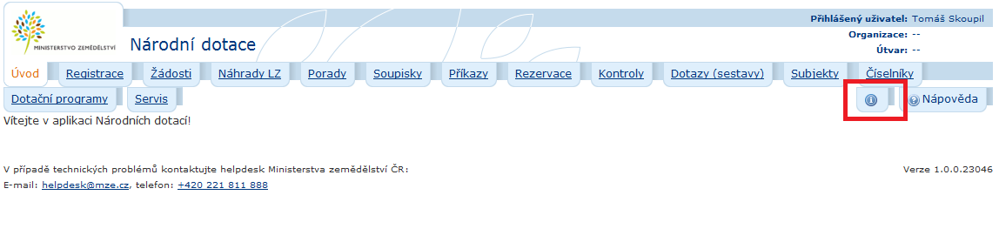 MINISTERSTVO ZEMĚDĚLSTVÍ
Národní dotace
Přihlášený uživatel: Tomáš Skoupil
Organizace: --
Útvar: --
Úvod Registrace Žádosti Náhrady LZ Porady Soupisky Příkazy Rezervace Kontroly Dotazy (sestavy) Subjekty Číselníky
Dotační programy Servis Nápověda
Vítejte v aplikaci Národních dotací!
V případě technických problémů kontaktujte helpdesk Ministerstva zemědělství ČR: Verze 1.0.0.23046
E-mail: helpdesk@mze.cz, telefon: +420 221 811 888